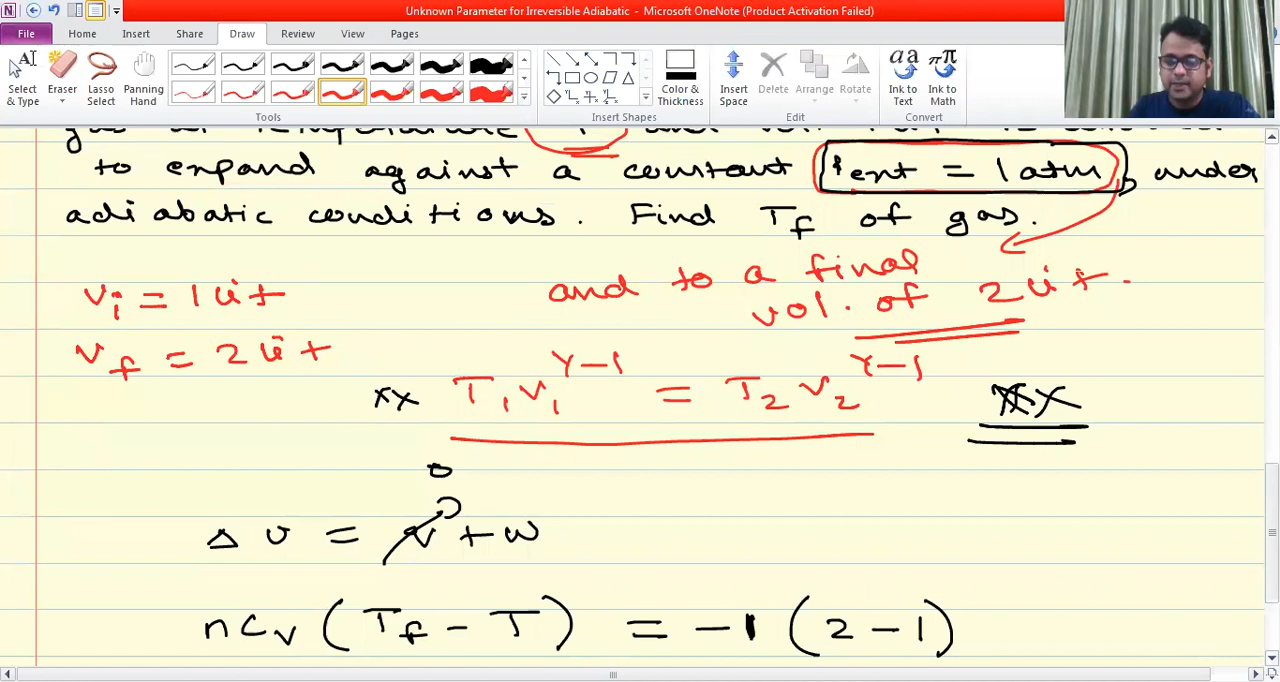 Unknown Parameter for Irreversible Adiabatic - Microsoft OneNote (Product Activation Failed)
File Home Insert Share Draw Review View Pages
Select & Type Eraser Lasso Select Panning Hand Color & Thickness Insert Space Delete Arrange Rotate Ink to Text Ink to Math
Tools Insert Shapes Edit Convert
to expand against a constant Pext = 1 atm, under
adiabatic conditions. Find Tf of gas.
and to a final
vol. of 2 lit.
Vi = 1 lit
Vf = 2 lit
xx T₁V₁^γ-1 = T₂V₂^γ-1 xx
0
ΔU = q + w
nCv (Tf - T) = -1 (2 - 1)